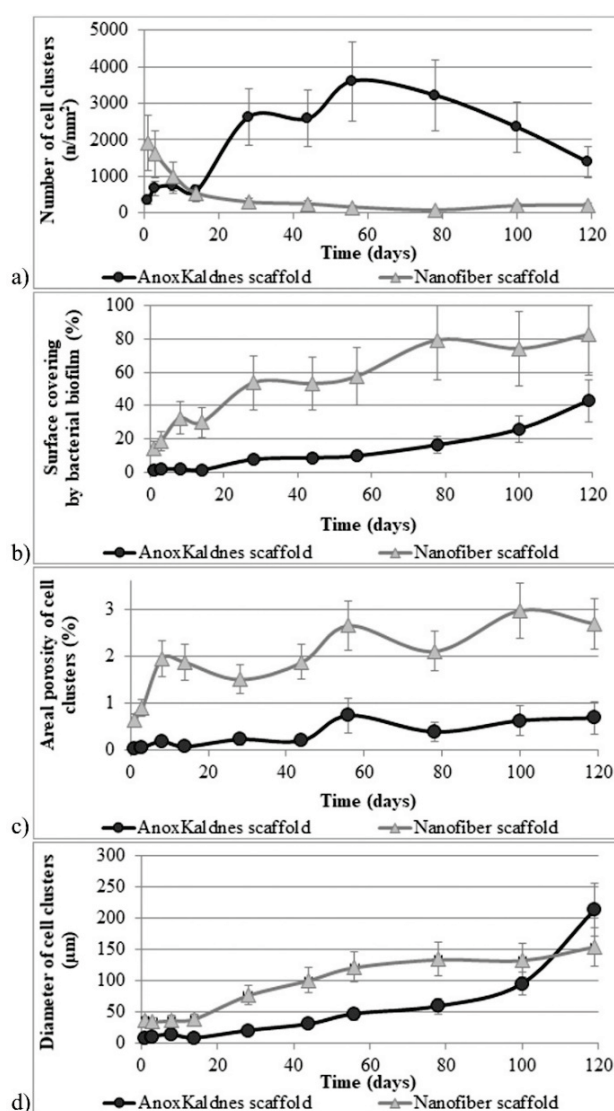 Number of cell clusters
(n/mm²)
5000
4000
3000
2000
1000
0
0 20 40 60 80 100 120
Time (days)
a)
AnoxKaldnes scaffold Nanofiber scaffold
Surface covering
by bacterial biofilm (%)
100
80
60
40
20
0
0 20 40 60 80 100 120
Time (days)
b)
AnoxKaldnes scaffold Nanofiber scaffold
Areal porosity of cell
clusters (%)
3
2
1
0
0 20 40 60 80 100 120
Time (days)
c)
AnoxKaldnes scaffold Nanofiber scaffold
Diameter of cell clusters
(μm)
300
250
200
150
100
50
0
0 20 40 60 80 100 120
Time (days)
d)
AnoxKaldnes scaffold Nanofiber scaffold